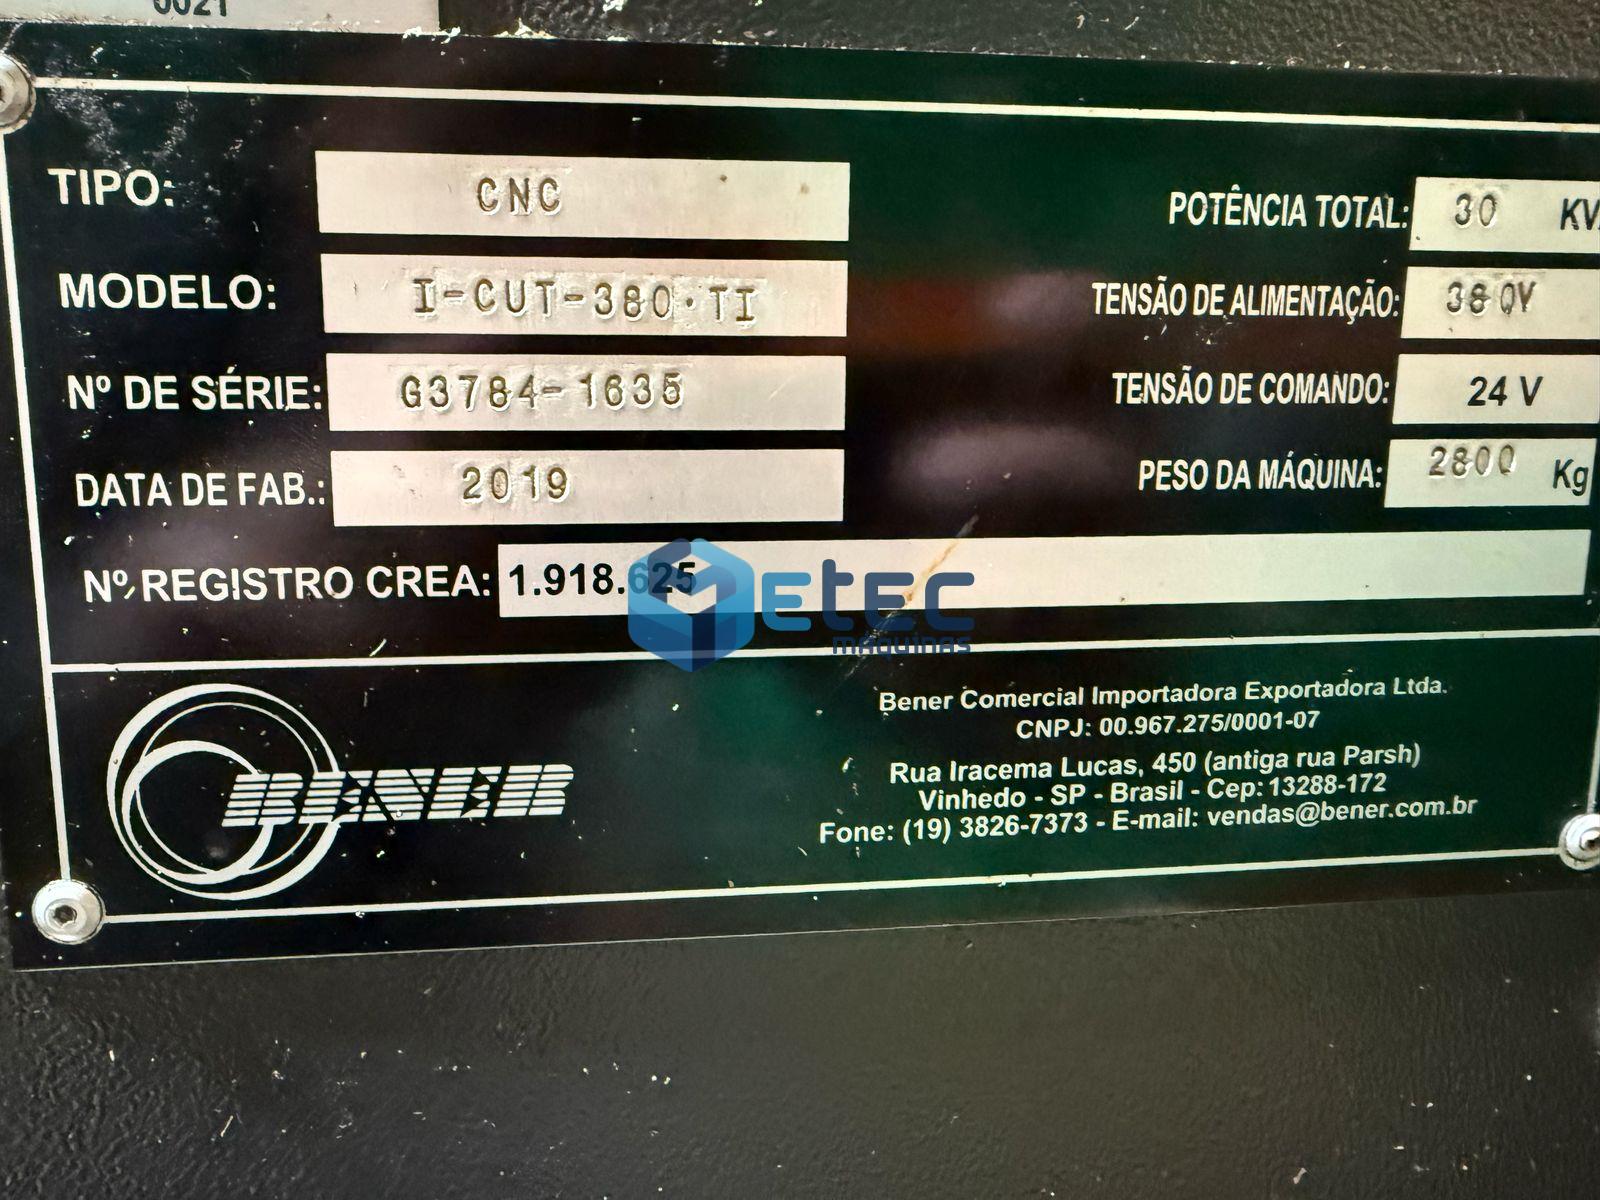 0021
TIPO: CNC
MODELO: I-CUT-380·TI
Nº DE SÉRIE: G3784-1635
DATA DE FAB.: 2019
Nº REGISTRO CREA: 1.918.625
POTÊNCIA TOTAL: 30 KV
TENSÃO DE ALIMENTAÇÃO: 380V
TENSÃO DE COMANDO: 24 V
PESO DA MÁQUINA: 2800 Kg
etec
máquinas
BENER
Bener Comercial Importadora Exportadora Ltda.
CNPJ: 00.967.275/0001-07
Rua Iracema Lucas, 450 (antiga rua Parsh)
Vinhedo - SP - Brasil - Cep: 13288-172
Fone: (19) 3826-7373 - E-mail: vendas@bener.com.br